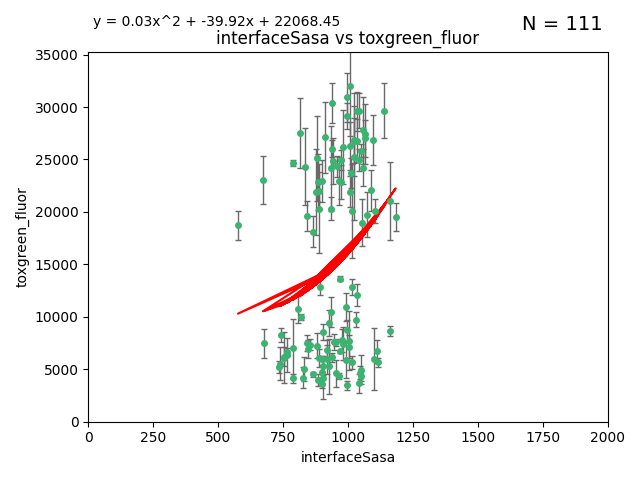 y = 0.03x^2 + -39.92x + 22068.45
N = 111
interfaceSasa vs toxgreen_fluor
35000
30000
25000
20000
15000
10000
5000
0
toxgreen_fluor
0 250 500 750 1000 1250 1500 1750 2000
interfaceSasa